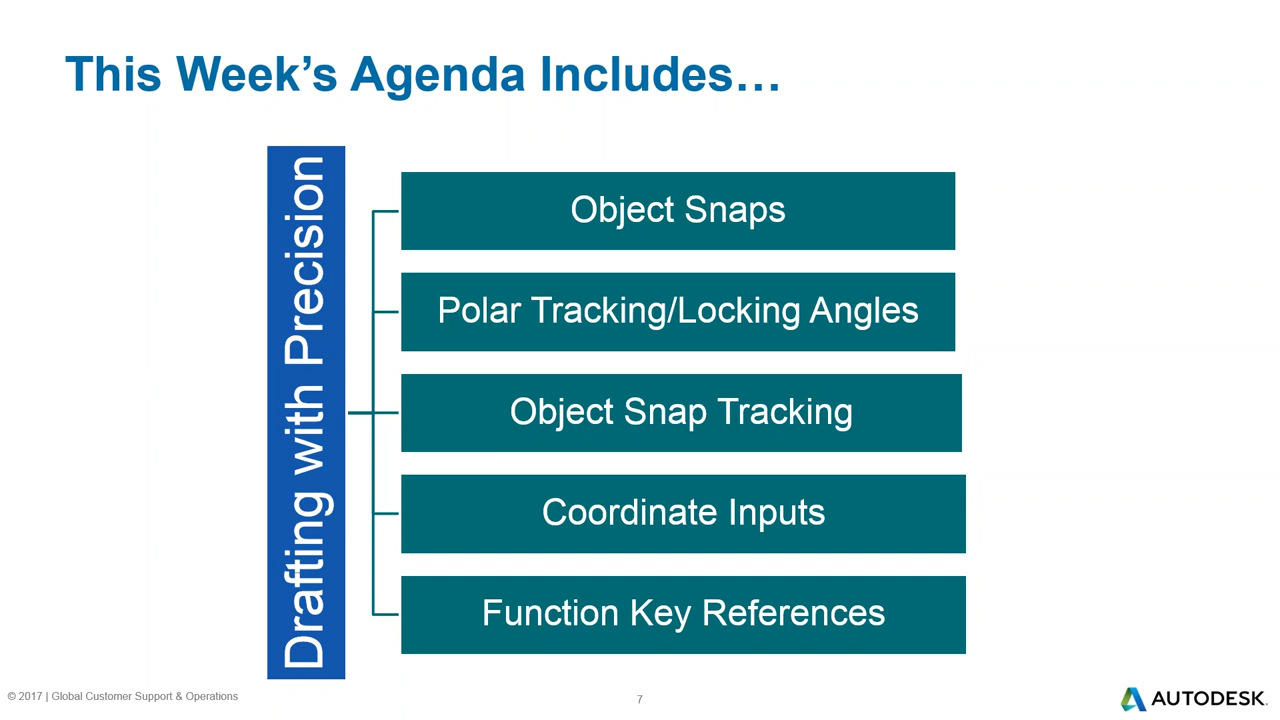 This Week’s Agenda Includes…
Drafting with Precision
Object Snaps
Polar Tracking/Locking Angles
Object Snap Tracking
Coordinate Inputs
Function Key References
© 2017 | Global Customer Support & Operations
7
AUTODESK.